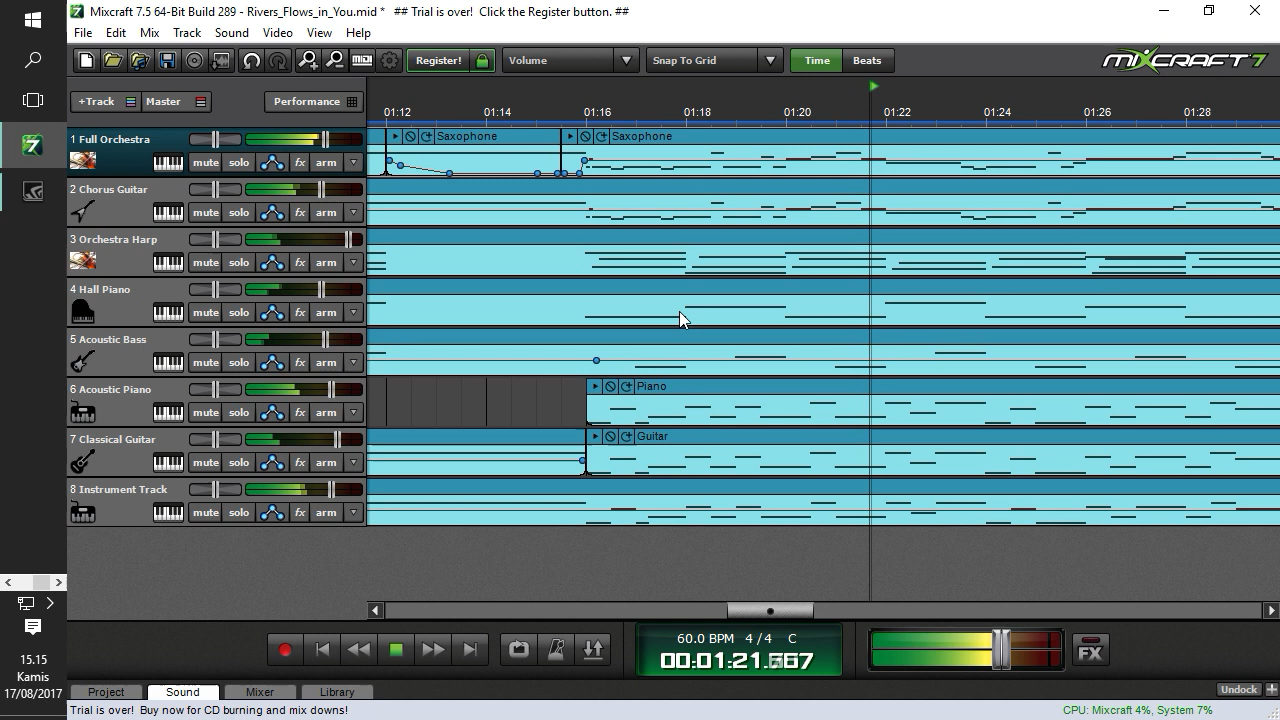 Mixcraft 7.5 64-Bit Build 289 - Rivers_Flows_in_You.mid *   ## Trial is over!  Click the Register button. ##
File Edit Mix Track Sound Video View Help
Register! Volume Snap To Grid Time Beats MIXCRAFT 7
+Track Master Performance
01:12 01:14 01:16 01:18 01:20 01:22 01:24 01:26 01:28
1 Full Orchestra
mute solo fx arm
Saxophone Saxophone
2 Chorus Guitar
mute solo fx arm
3 Orchestra Harp
mute solo fx arm
4 Hall Piano
mute solo fx arm
5 Acoustic Bass
mute solo fx arm
6 Acoustic Piano
mute solo fx arm
Piano
7 Classical Guitar
mute solo fx arm
Guitar
8 Instrument Track
mute solo fx arm
60.0 BPM 4 / 4 C
FX
Project Sound Mixer Library Undock +
Trial is over!  Buy now for CD burning and mix downs! CPU: Mixcraft 4%, System 7%
15.15
Kamis
17/08/2017